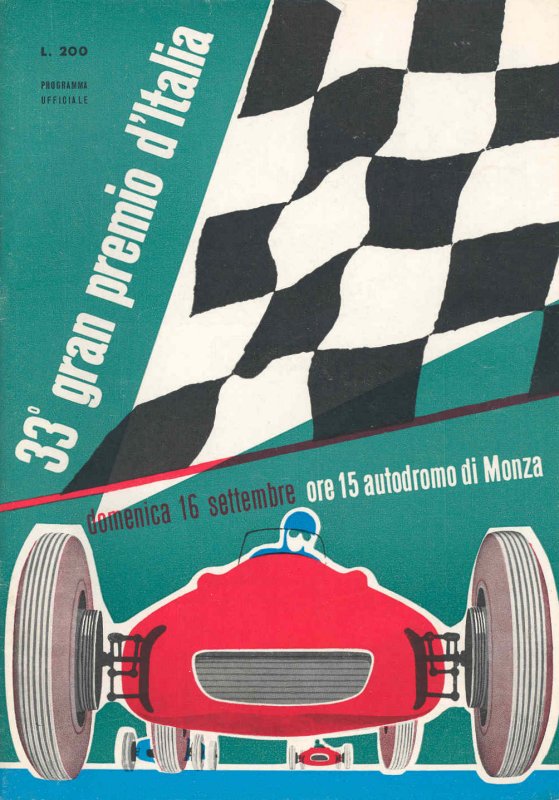 L. 200
PROGRAMMA
UFFICIALE
33° gran premio d'Italia
domenica 16 settembre ore 15 autodromo di Monza